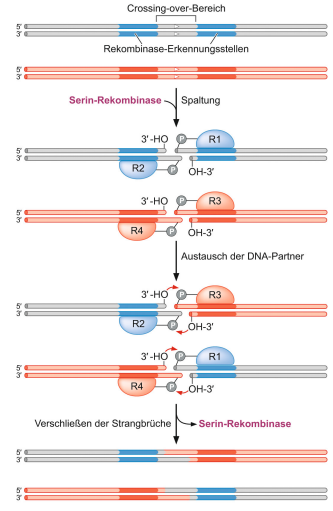 Crossing-over-Bereich
5'
3'
Rekombinase-Erkennungsstellen
5'
3'
Serin-Rekombinase Spaltung
3'-HO P R1
5'
3'
R2 P OH-3'
3'-HO P R3
5'
3'
R4 P OH-3'
Austausch der DNA-Partner
3'-HO P R3
5'
3'
R2 P OH-3'
3'-HO P R1
5'
3'
R4 P OH-3'
Verschließen der Strangbrüche Serin-Rekombinase
5'
3'
5'
3'